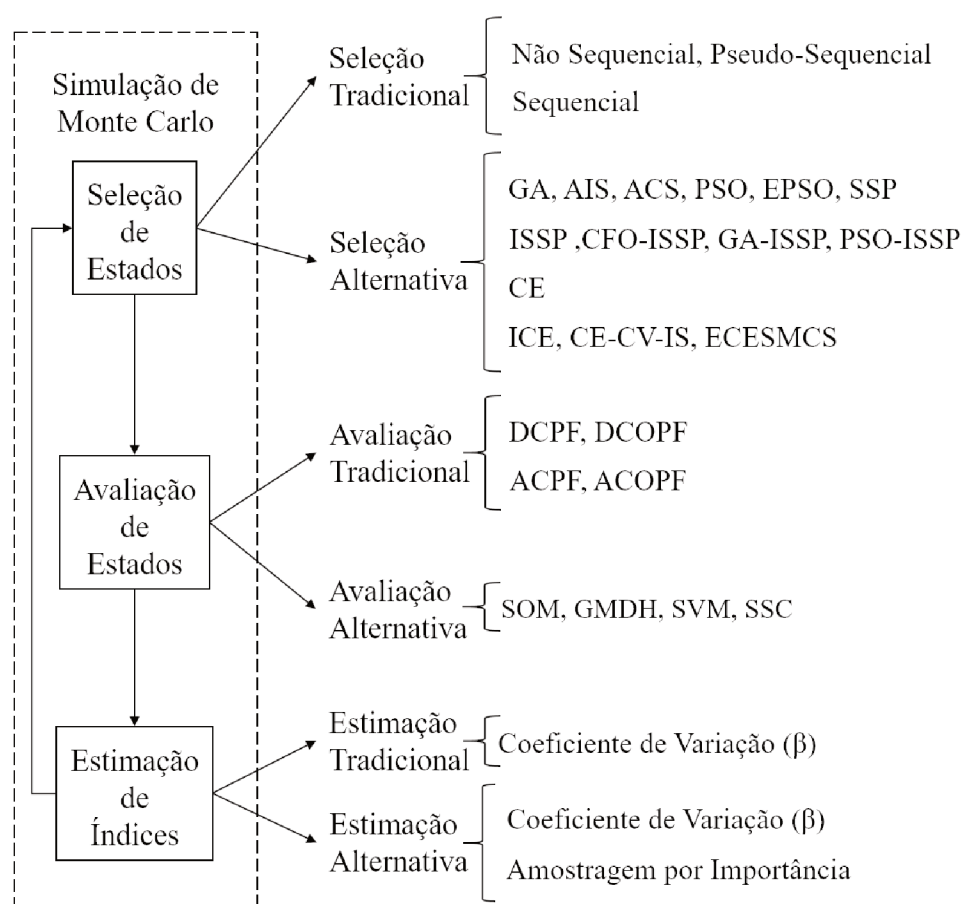 Simulação de
Monte Carlo
Seleção
de
Estados
Seleção
Tradicional
Não Sequencial, Pseudo-Sequencial
Sequencial
Seleção
Alternativa
GA, AIS, ACS, PSO, EPSO, SSP
ISSP ,CFO-ISSP, GA-ISSP, PSO-ISSP
CE
ICE, CE-CV-IS, ECESMCS
Avaliação
de
Estados
Avaliação
Tradicional
DCPF, DCOPF
ACPF, ACOPF
Avaliação
Alternativa
SOM, GMDH, SVM, SSC
Estimação
de
Índices
Estimação
Tradicional
Coeficiente de Variação (β)
Estimação
Alternativa
Coeficiente de Variação (β)
Amostragem por Importância